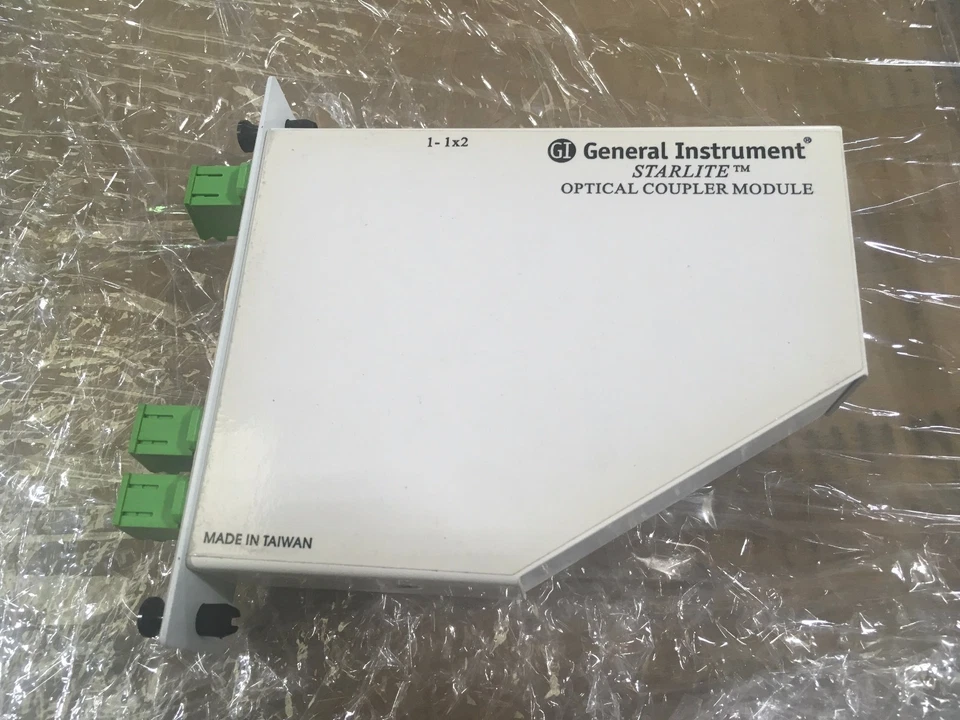 1- 1x2
GI General Instrument®
STARLITE™
OPTICAL COUPLER MODULE
MADE IN TAIWAN